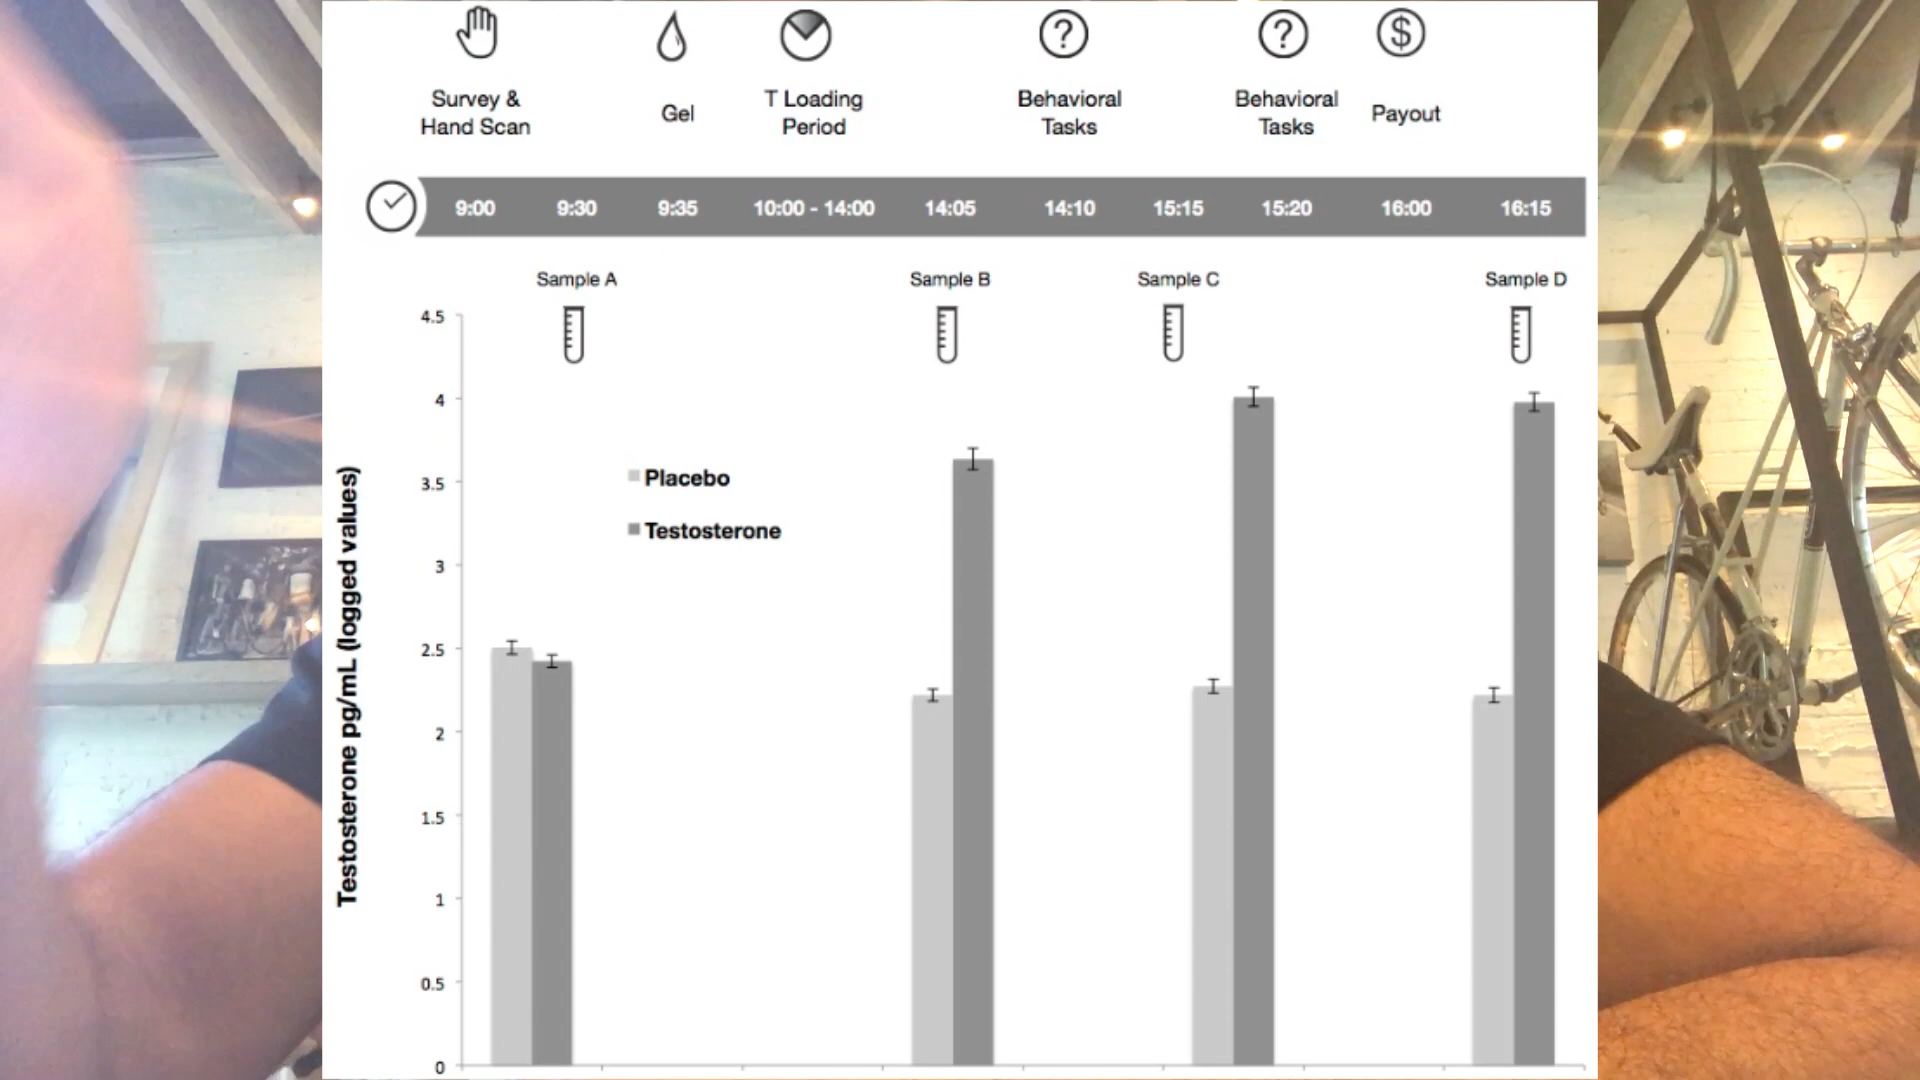 Survey &
Hand Scan
Gel
T Loading
Period
Behavioral
Tasks
Behavioral
Tasks
Payout
9:00 9:30 9:35 10:00 - 14:00 14:05 14:10 15:15 15:20 16:00 16:15
Sample A Sample B Sample C Sample D
Testosterone pg/mL (logged values)
4.5
4
3.5
3
2.5
2
1.5
1
0.5
0
Placebo
Testosterone